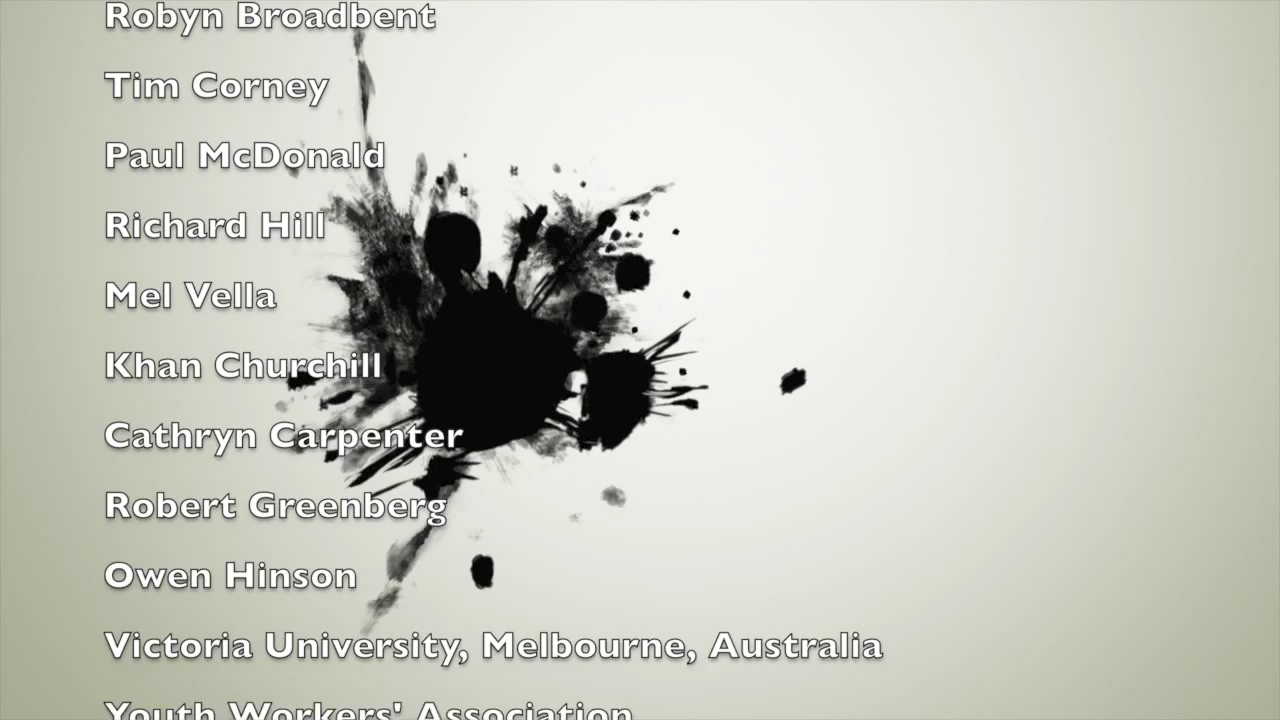 Robyn Broadbent
Tim Corney
Paul McDonald
Richard Hill
Mel Vella
Khan Churchill
Cathryn Carpenter
Robert Greenberg
Owen Hinson
Victoria University, Melbourne, Australia
Youth Workers' Association